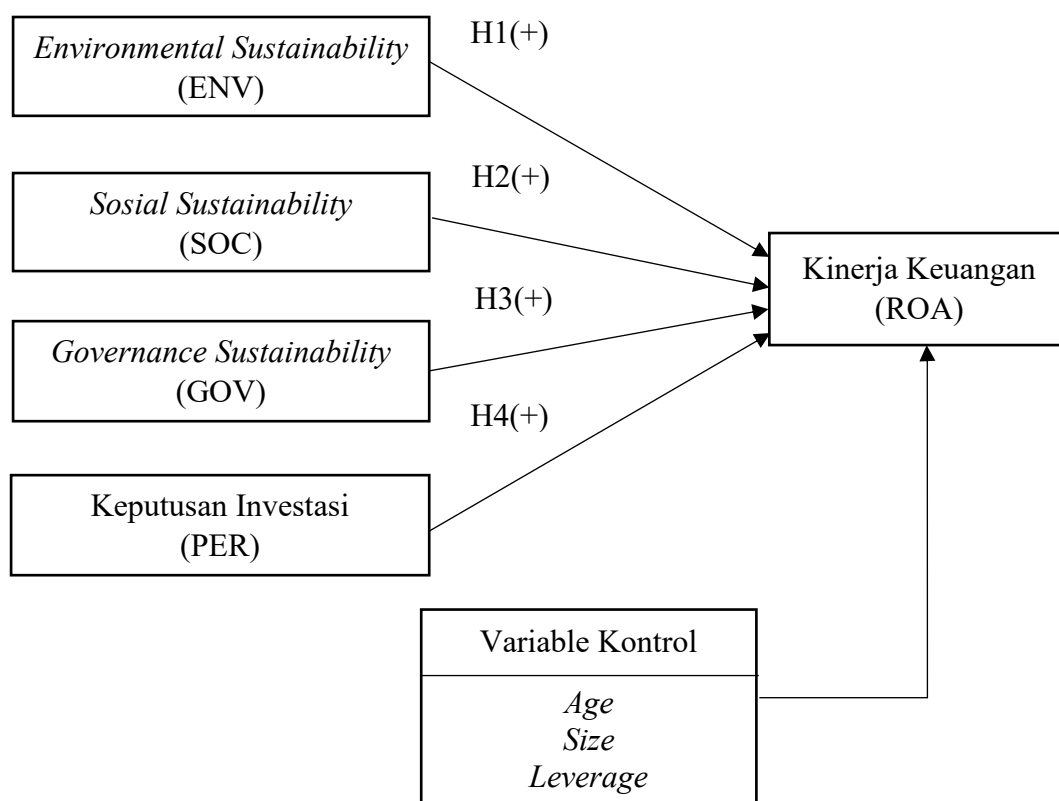 Environmental Sustainability
(ENV)
H1(+)
Sosial Sustainability
(SOC)
H2(+)
Governance Sustainability
(GOV)
H3(+)
Keputusan Investasi
(PER)
H4(+)
Kinerja Keuangan
(ROA)
Variable Kontrol
Age
Size
Leverage